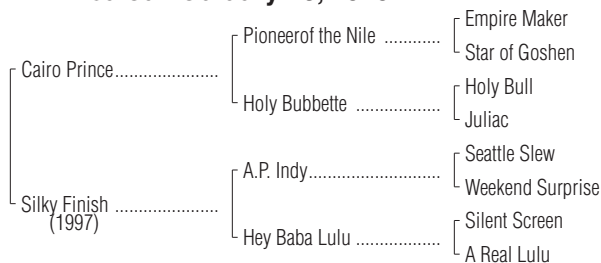 Empire Maker
Pioneerof the Nile ............
Star of Goshen
Cairo Prince......................
Holy Bull
Holy Bubbette ..................
Juliac
Seattle Slew
A.P. Indy............................
Weekend Surprise
Silky Finish ......................
(1997)
Silent Screen
Hey Baba Lulu ..................
A Real Lulu